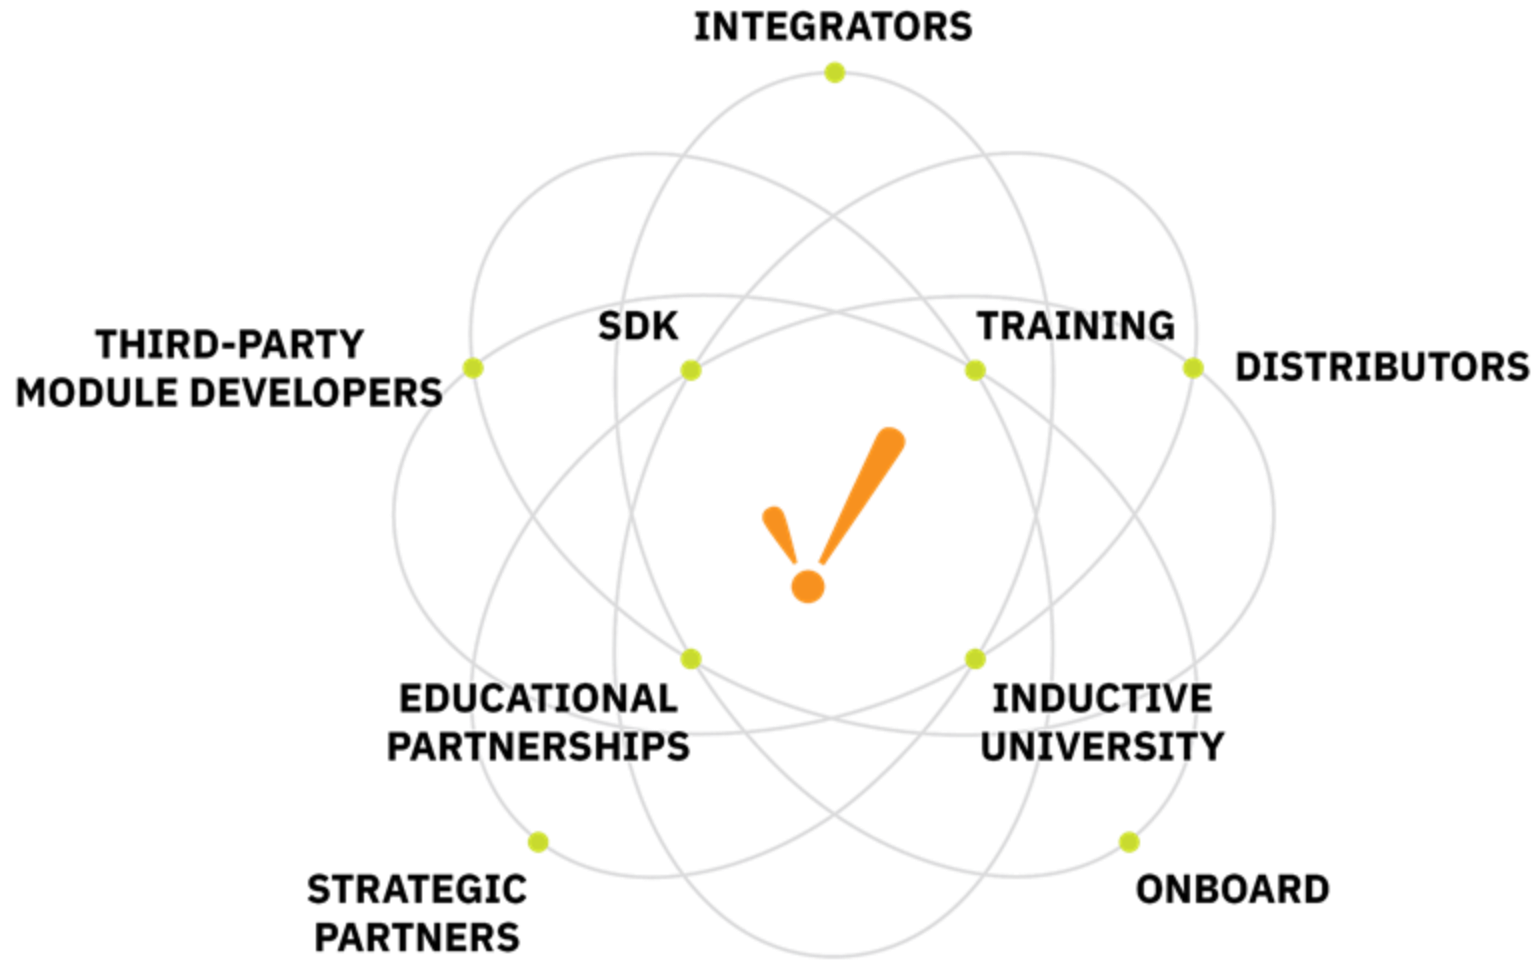 INTEGRATORS
SDK
TRAINING
THIRD-PARTY
MODULE DEVELOPERS
DISTRIBUTORS
EDUCATIONAL
PARTNERSHIPS
INDUCTIVE
UNIVERSITY
STRATEGIC
PARTNERS
ONBOARD